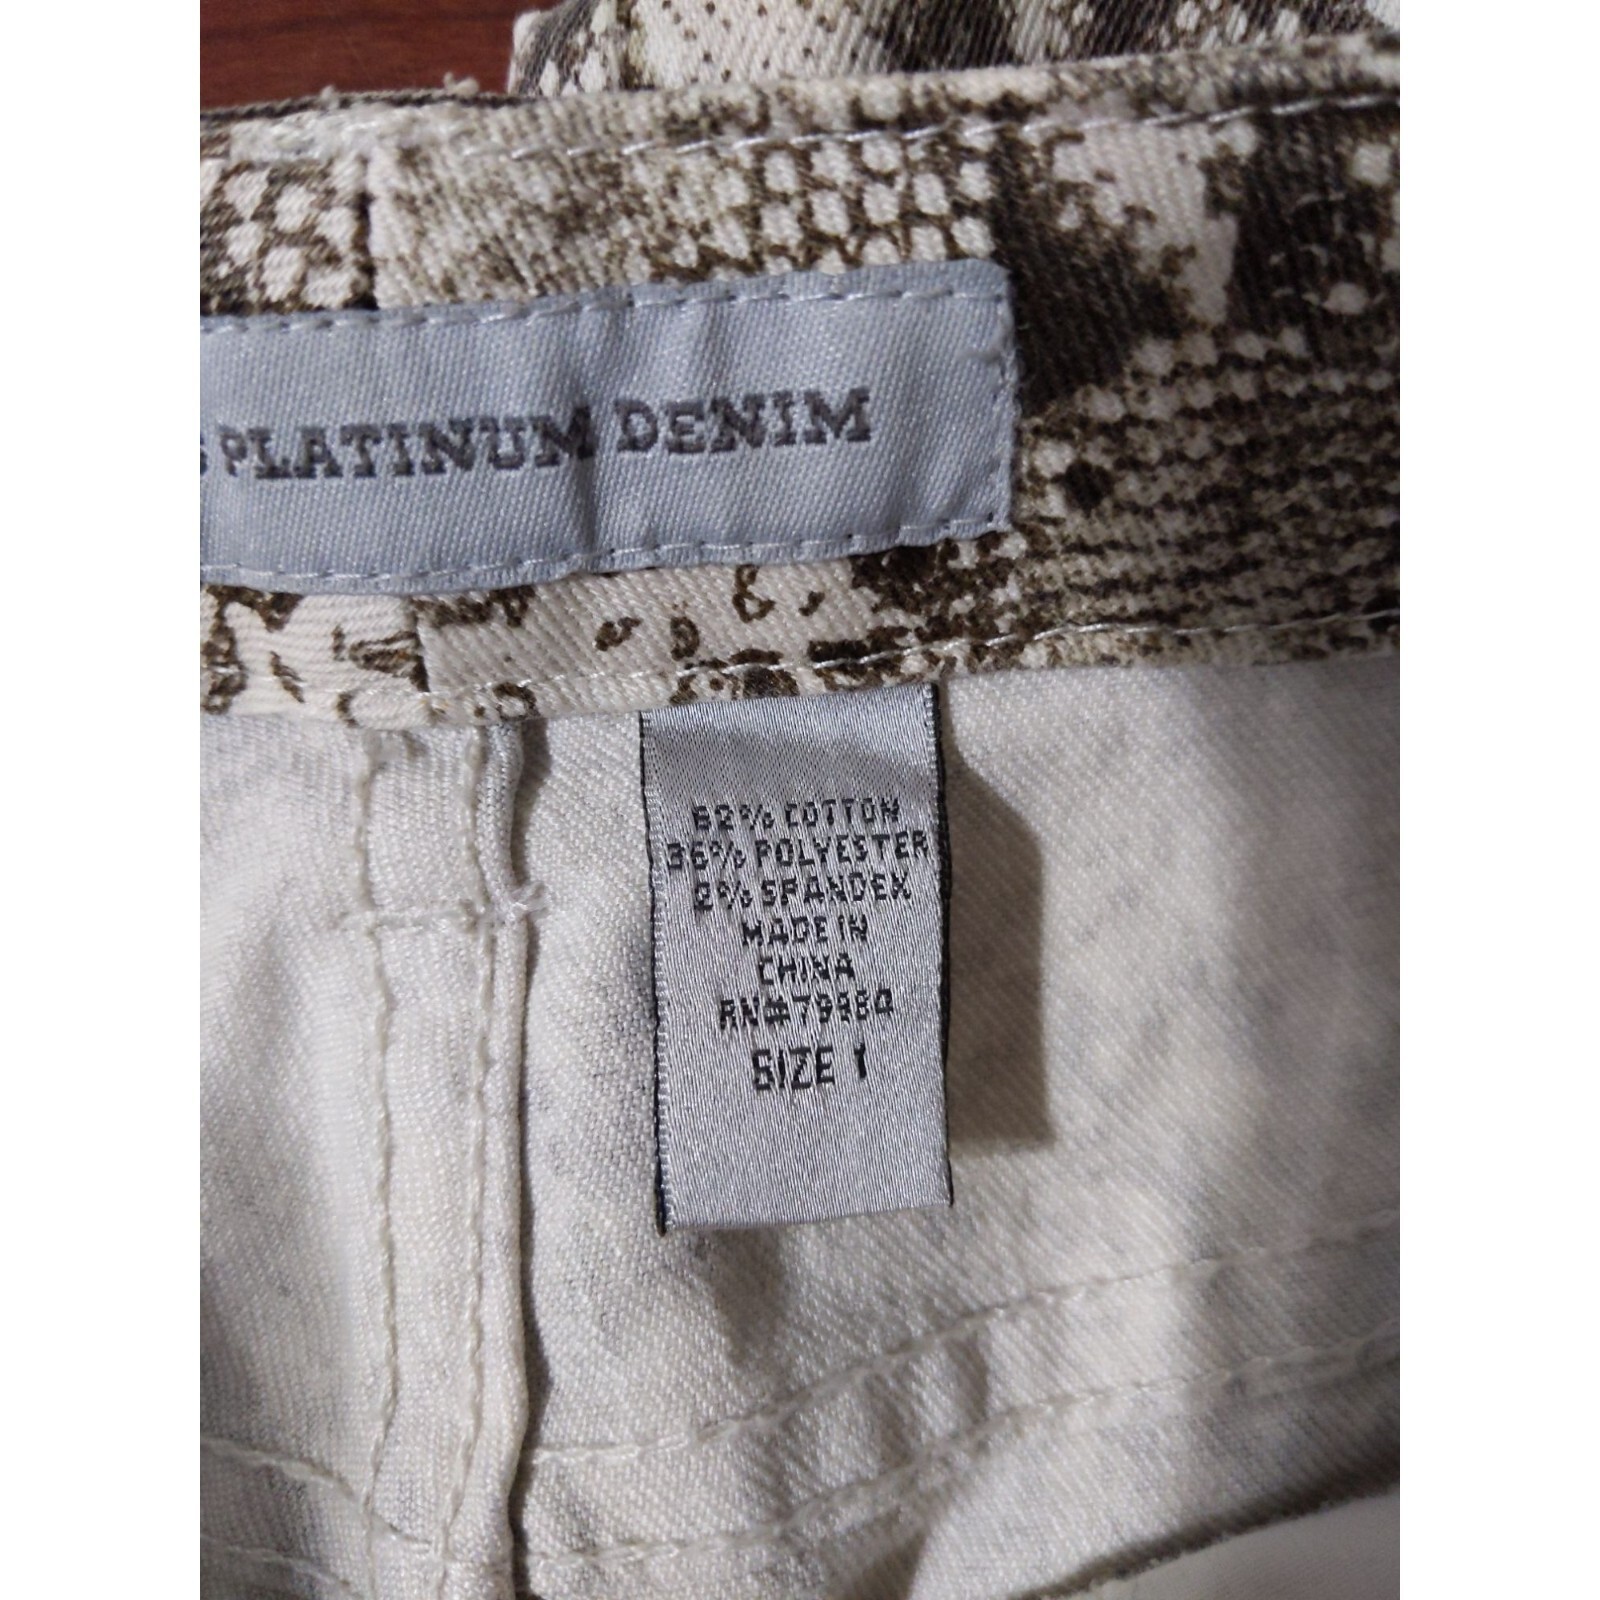 PLATINUM DENIM
62% COTTON
36% POLYESTER
2% SPANDEX
MADE IN
CHINA
SIZE 1